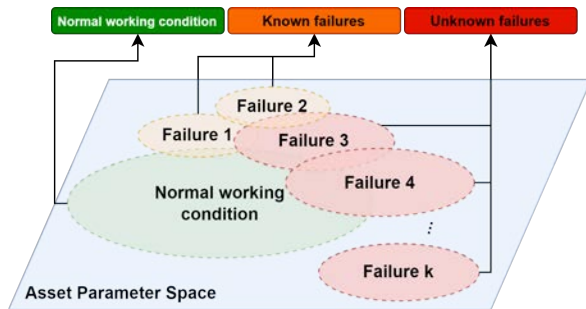 Normal working condition
Known failures
Unknown failures
Failure 2
Failure 1
Failure 3
Failure 4
Normal working
condition
...
Failure k
Asset Parameter Space